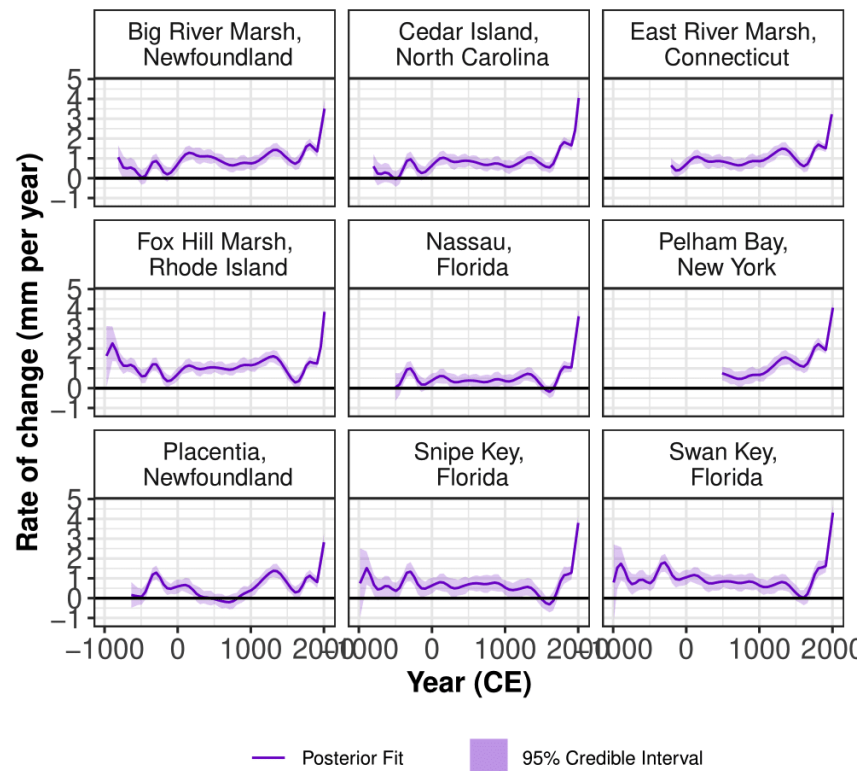 Big River Marsh,
Newfoundland
Cedar Island,
North Carolina
East River Marsh,
Connecticut
5
4
3
2
1
0
−1
Fox Hill Marsh,
Rhode Island
Nassau,
Florida
Pelham Bay,
New York
5
4
3
2
1
0
−1
Placentia,
Newfoundland
Snipe Key,
Florida
Swan Key,
Florida
5
4
3
2
1
0
−1
Rate of change (mm per year)
−1000 0 1000 2000
−1000 0 1000 2000
−1000 0 1000 2000
Year (CE)
Posterior Fit 95% Credible Interval